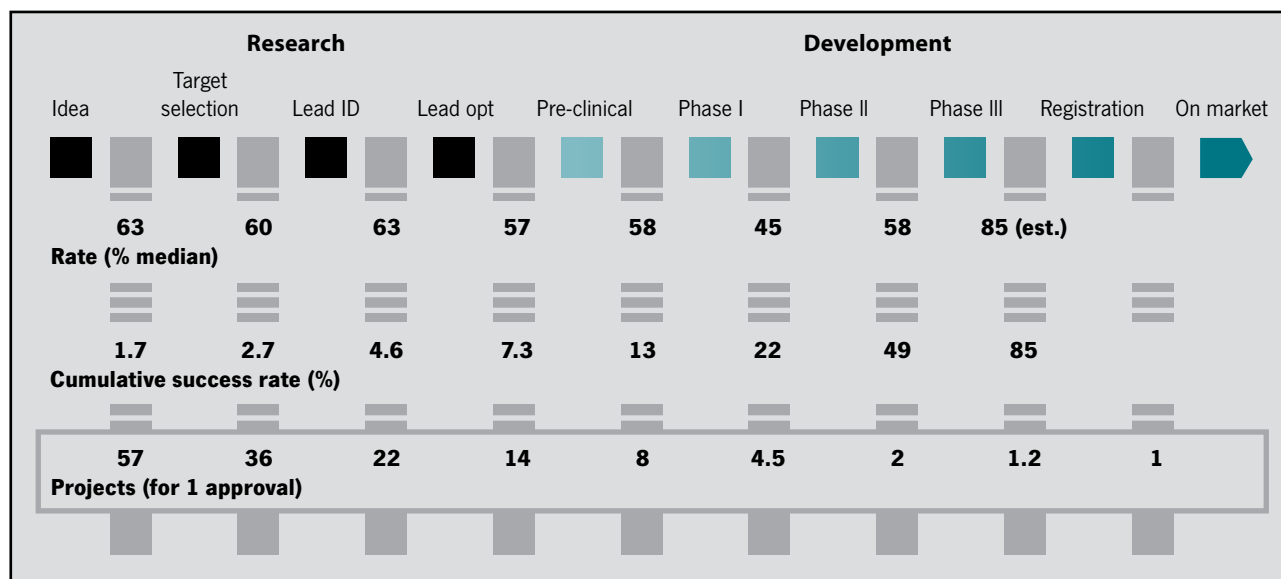 Research Development
Idea Target selection Lead ID Lead opt Pre-clinical Phase I Phase II Phase III Registration On market
63 60 63 57 58 45 58 85 (est.)
Rate (% median)
1.7 2.7 4.6 7.3 13 22 49 85
Cumulative success rate (%)
57 36 22 14 8 4.5 2 1.2 1
Projects (for 1 approval)